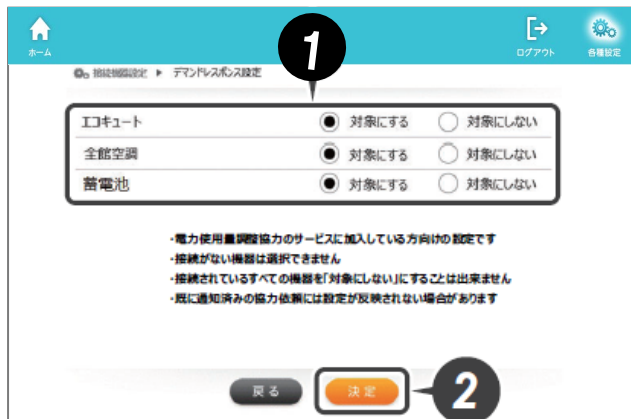 ホーム
ログアウト
各種設定
1
接続機器設定 ▶ デマンドレスポンス設定
エコキュート 対象にする 対象にしない
全館空調 対象にする 対象にしない
蓄電池 対象にする 対象にしない
・電力使用量調整協力のサービスに加入している方向けの設定です
・接続がない機器は選択できません
・接続されているすべての機器を「対象にしない」にすることは出来ません
・既に通知済みの協力依頼には設定が反映されない場合があります
戻る
決定
2